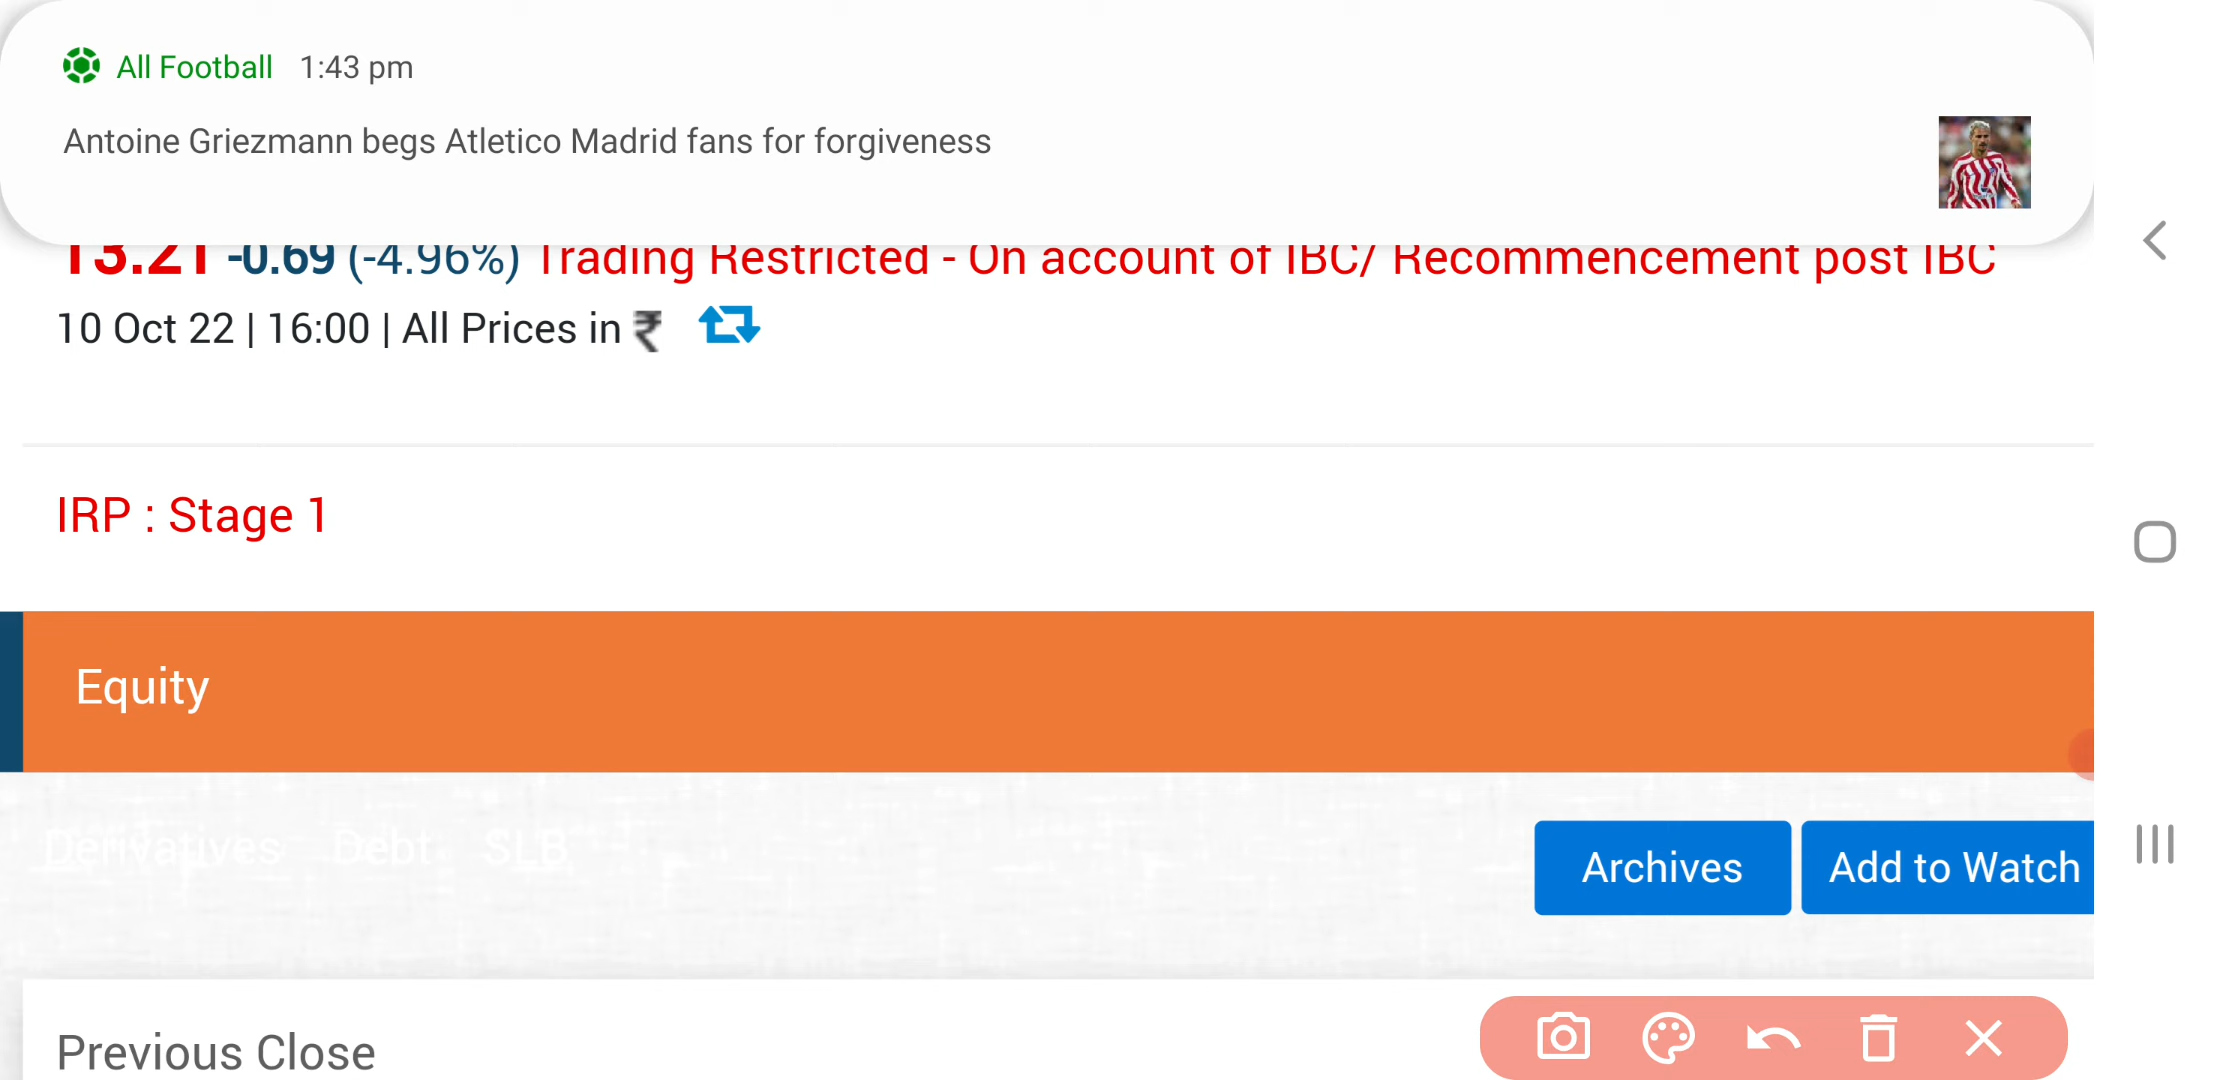 All Football 1:43 pm
Antoine Griezmann begs Atletico Madrid fans for forgiveness
13.21 -0.69 (-4.96%) Trading Restricted - On account of IBC/ Recommencement post IBC
10 Oct 22 | 16:00 | All Prices in ₹
IRP : Stage 1
Equity
Derivatives Debt SLB
Archives
Add to Watch
Previous Close